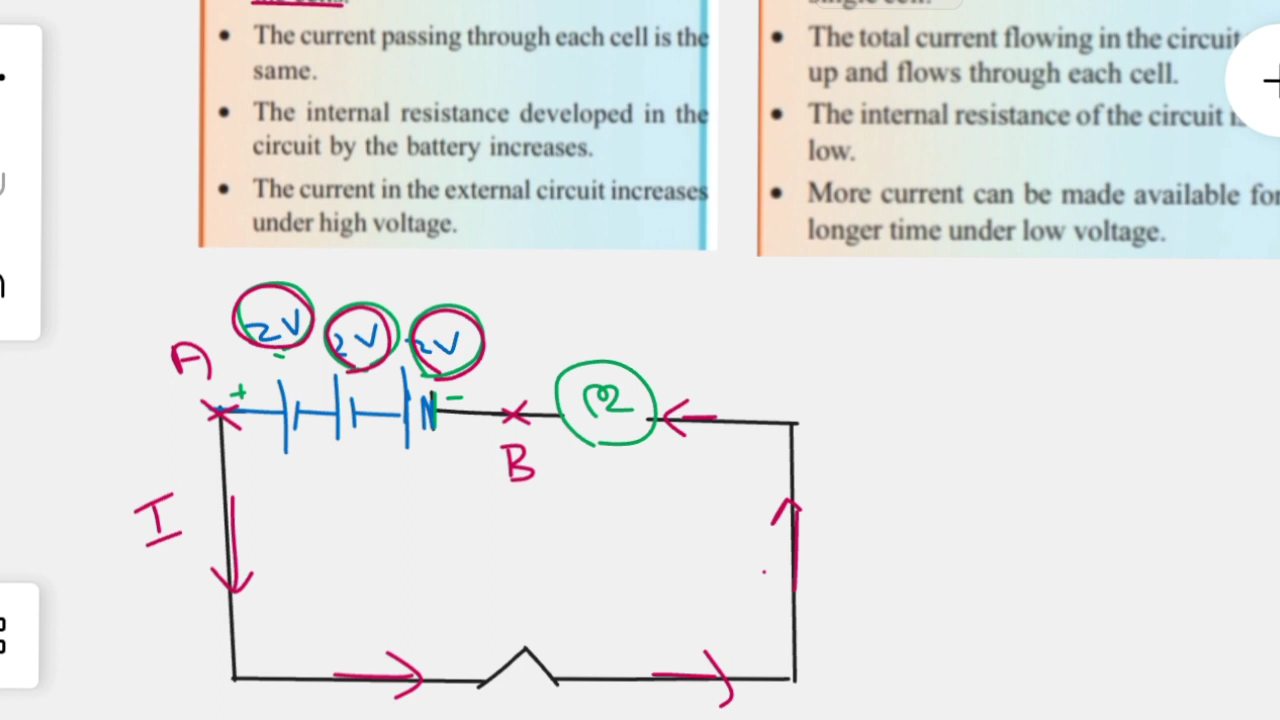 • The current passing through each cell is the
same.
• The internal resistance developed in the
circuit by the battery increases.
• The current in the external circuit increases
under high voltage.
• The total current flowing in the circuit
up and flows through each cell.
• The internal resistance of the circuit
low.
• More current can be made available for
longer time under low voltage.
2V 2V 2V
A
+ -
B
I